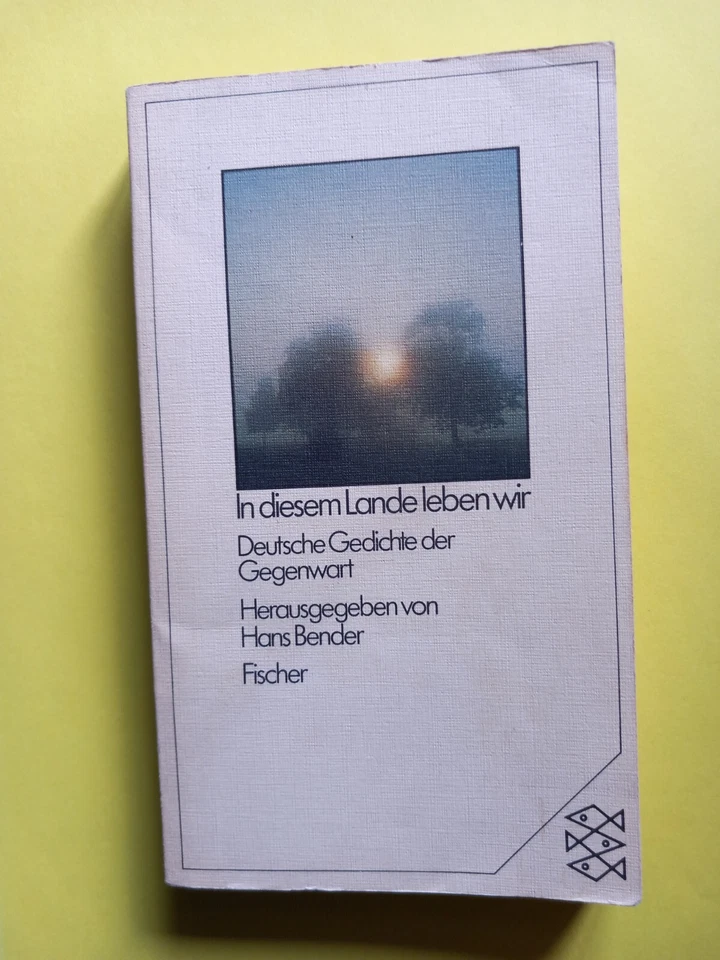 In diesem Lande leben wir
Deutsche Gedichte der
Gegenwart
Herausgegeben von
Hans Bender
Fischer